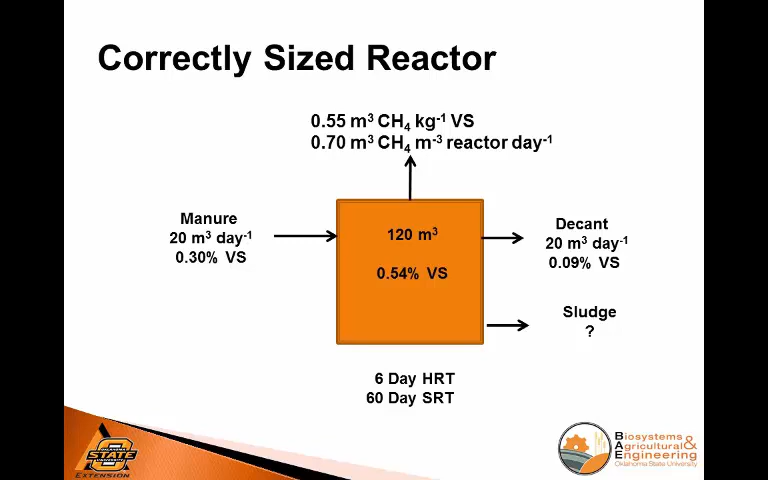 Correctly Sized Reactor
0.55 m³ CH₄ kg⁻¹ VS
0.70 m³ CH₄ m⁻³ reactor day⁻¹
Manure
20 m³ day⁻¹
0.30% VS
120 m³
0.54% VS
Decant
20 m³ day⁻¹
0.09% VS
Sludge
?
6 Day HRT
60 Day SRT
OKLAHOMA
STATE
UNIVERSITY
EXTENSION
Biosystems
Agricultural&
Engineering
Oklahoma State University